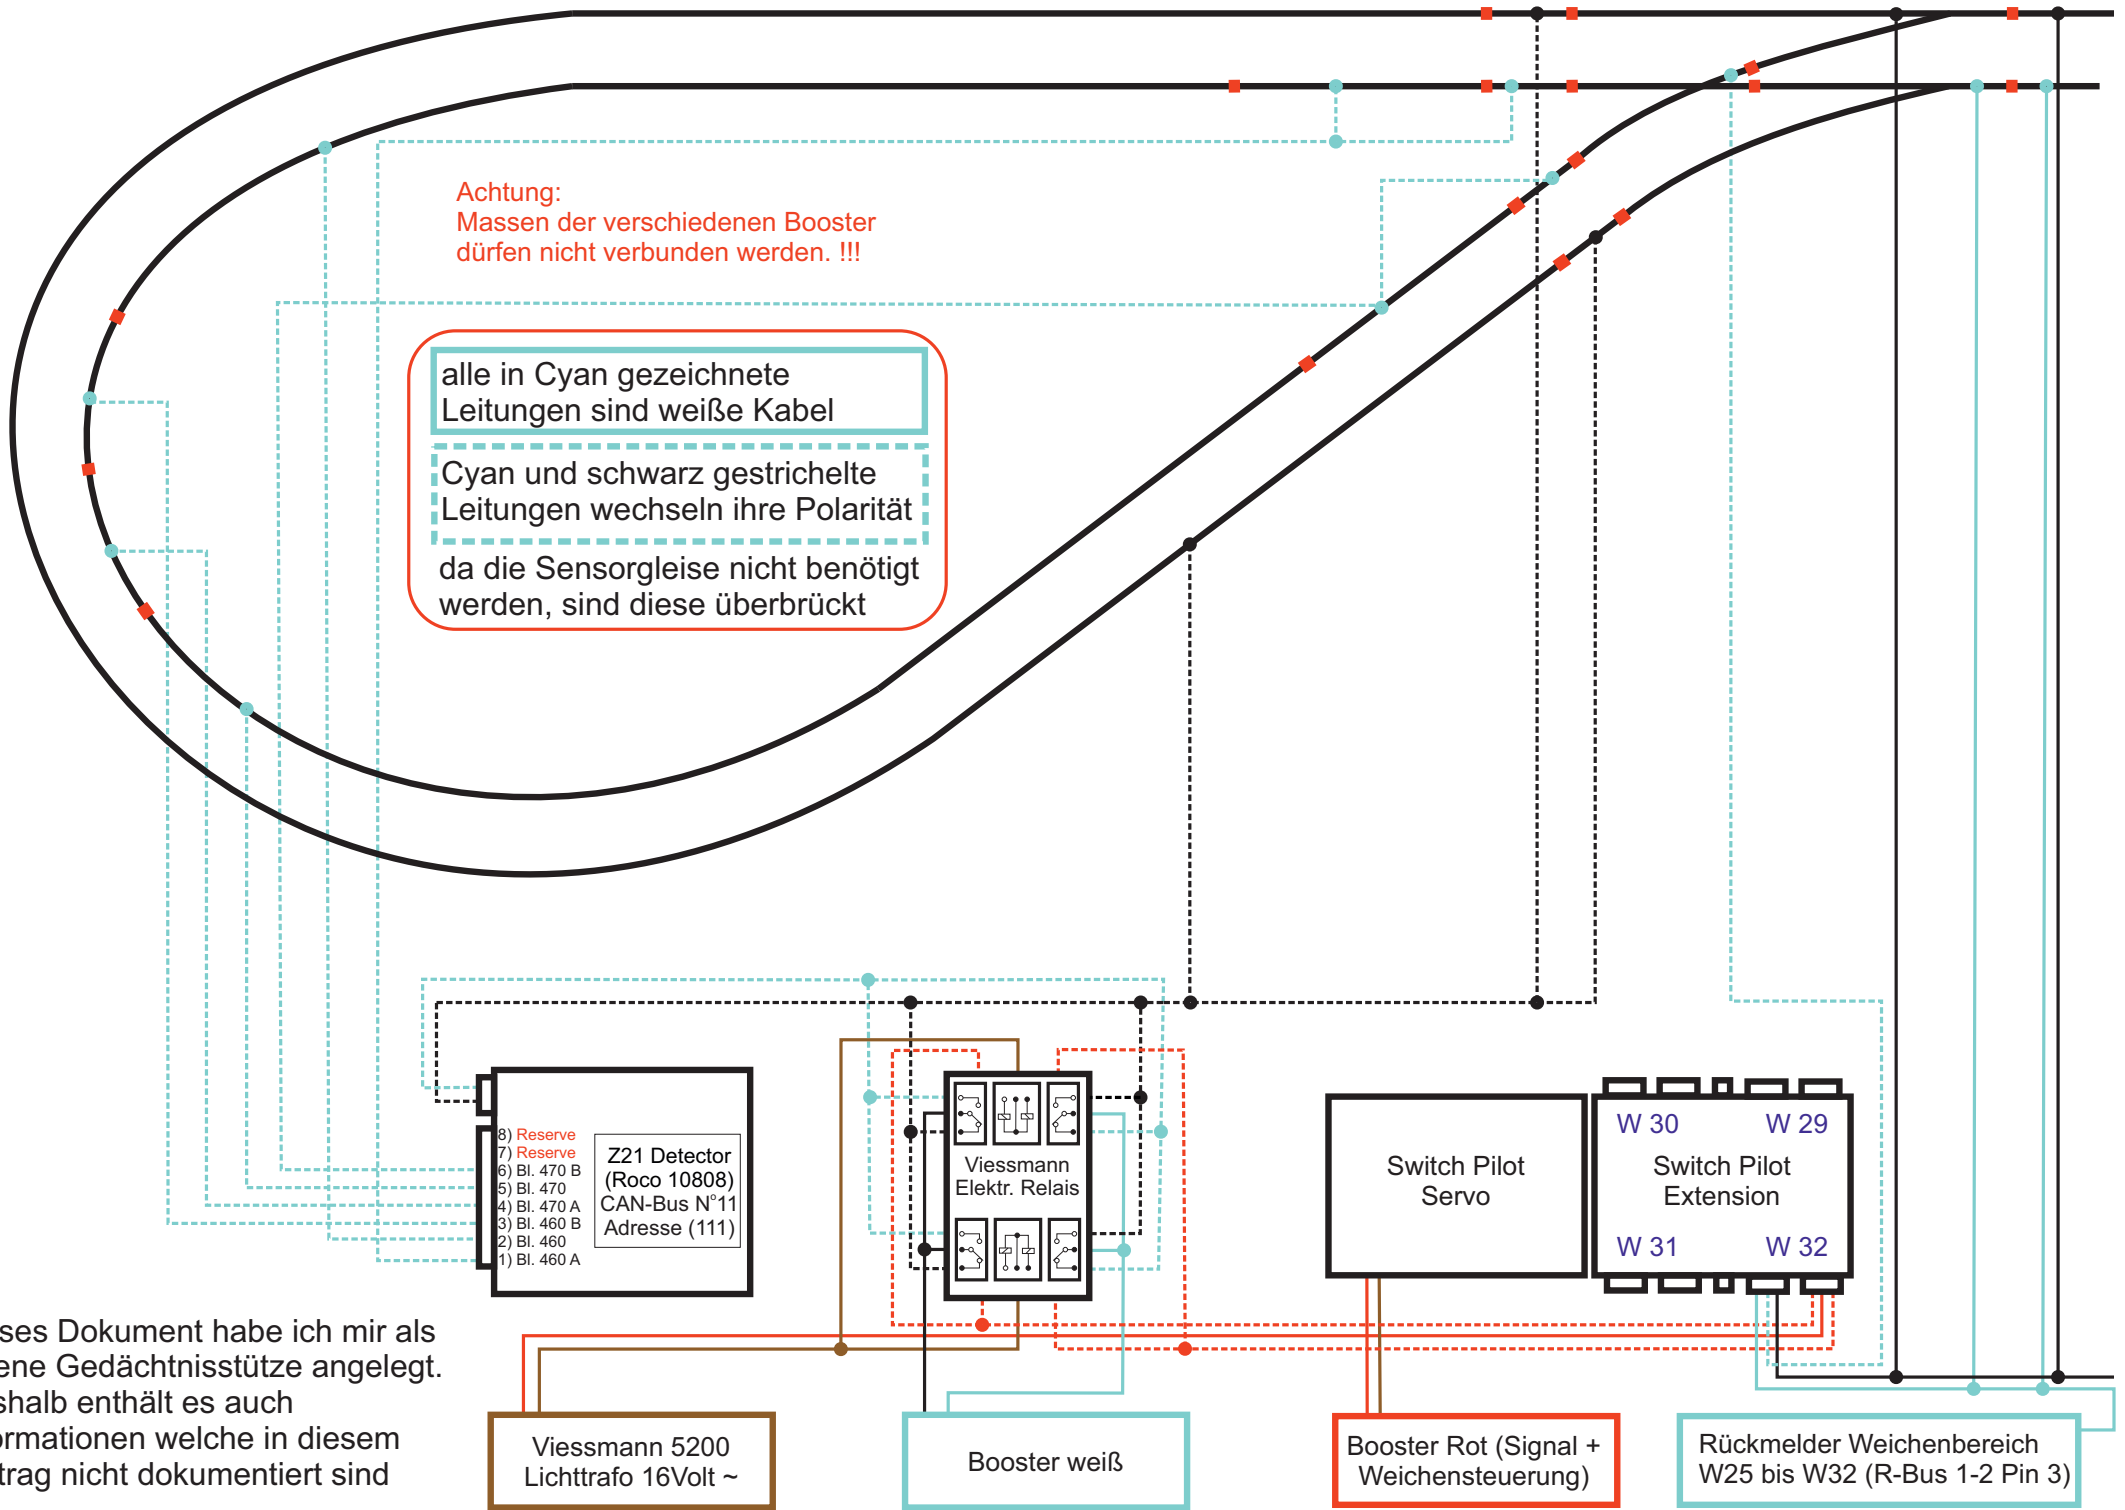 Achtung:
Massen der verschiedenen Booster
dürfen nicht verbunden werden. !!!
alle in Cyan gezeichnete
Leitungen sind weiße Kabel
Cyan und schwarz gestrichelte
Leitungen wechseln ihre Polarität
da die Sensorgleise nicht benötigt
werden, sind diese überbrückt
8) Reserve
7) Reserve
6) Bl. 470 B
5) Bl. 470
4) Bl. 470 A
3) Bl. 460 B
2) Bl. 460
1) Bl. 460 A
Z21 Detector
(Roco 10808)
CAN-Bus N°11
Adresse (111)
Viessmann
Elektr. Relais
Switch Pilot
Servo
W 30 W 29
Switch Pilot
Extension
W 31 W 32
ses Dokument habe ich mir als
ene Gedächtnisstütze angelegt.
shalb enthält es auch
ormationen welche in diesem
trag nicht dokumentiert sind
Viessmann 5200
Lichttrafo 16Volt ~
Booster weiß
Booster Rot (Signal +
Weichensteuerung)
Rückmelder Weichenbereich
W25 bis W32 (R-Bus 1-2 Pin 3)